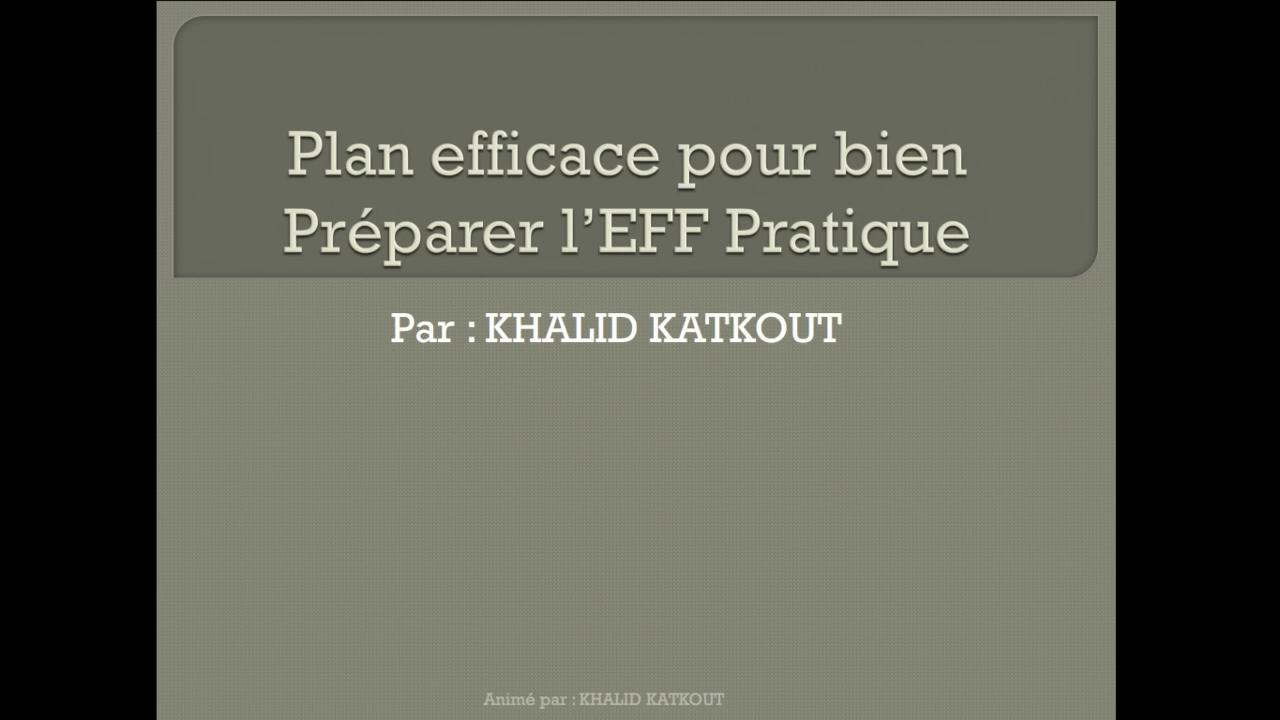 Plan efficace pour bien
Préparer l’EFF Pratique
Par : KHALID KATKOUT
Animé par : KHALID KATKOUT